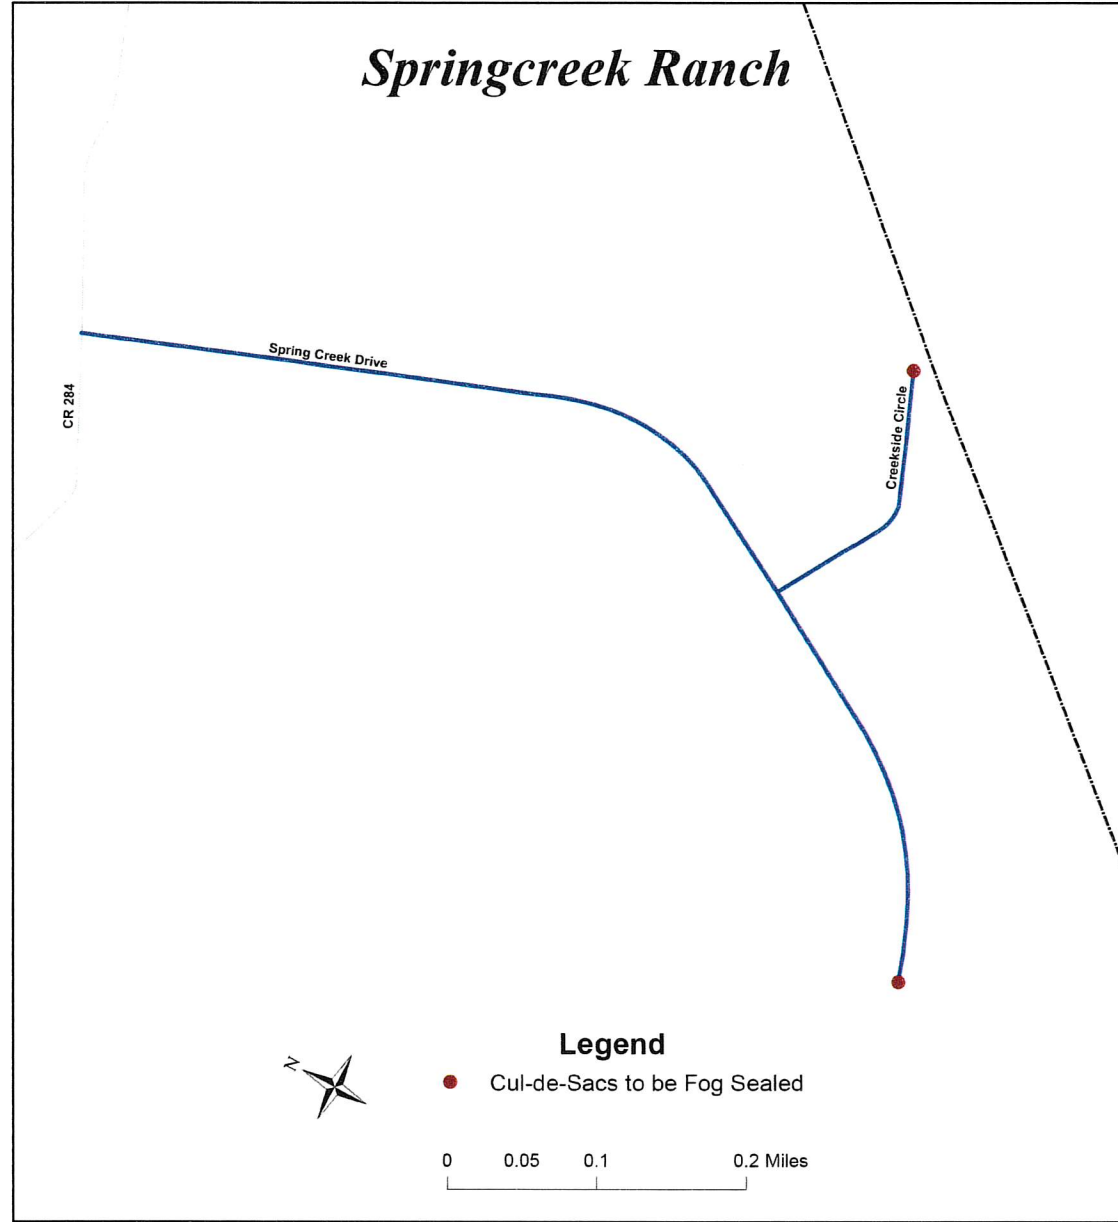 Springcreek Ranch
Spring Creek Drive
CR 284
Creekside Circle
Legend
N
Cul-de-Sacs to be Fog Sealed
0 0.05 0.1 0.2 Miles